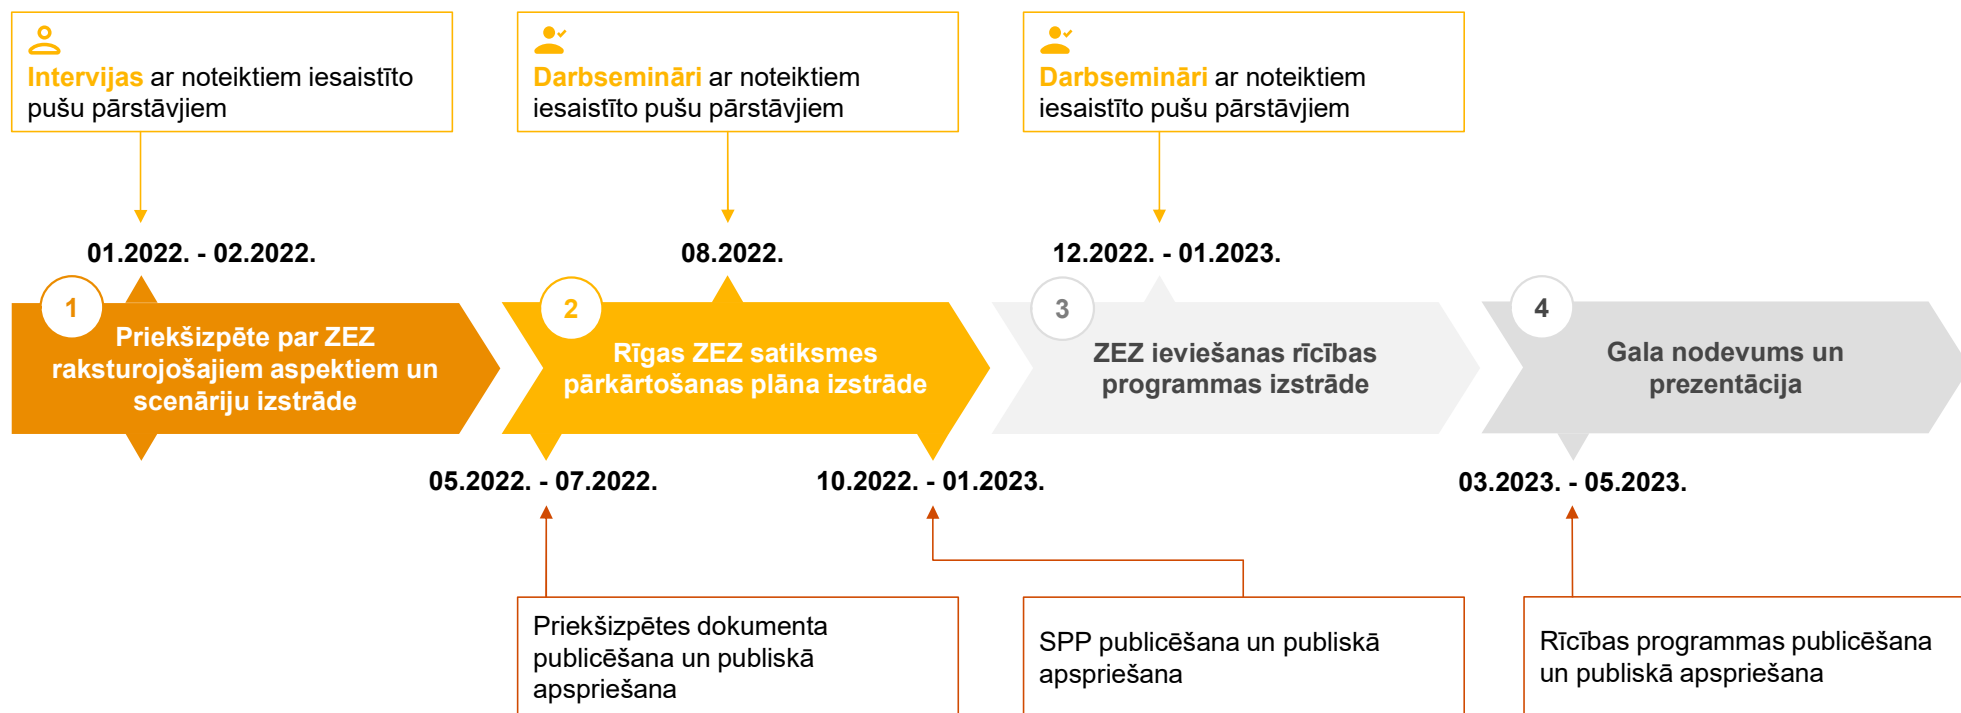 Intervijas ar noteiktiem iesaistīto
pušu pārstāvjiem
Darbsemināri ar noteiktiem
iesaistīto pušu pārstāvjiem
Darbsemināri ar noteiktiem
iesaistīto pušu pārstāvjiem
01.2022. - 02.2022.
08.2022.
12.2022. - 01.2023.
1
Priekšizpēte par ZEZ
raksturojošajiem aspektiem un
scenāriju izstrāde
2
Rīgas ZEZ satiksmes
pārkārtošanas plāna izstrāde
3
ZEZ ieviešanas rīcības
programmas izstrāde
4
Gala nodevums un
prezentācija
05.2022. - 07.2022.
10.2022. - 01.2023.
03.2023. - 05.2023.
Priekšizpētes dokumenta
publicēšana un publiskā
apspriešana
SPP publicēšana un publiskā
apspriešana
Rīcības programmas publicēšana
un publiskā apspriešana